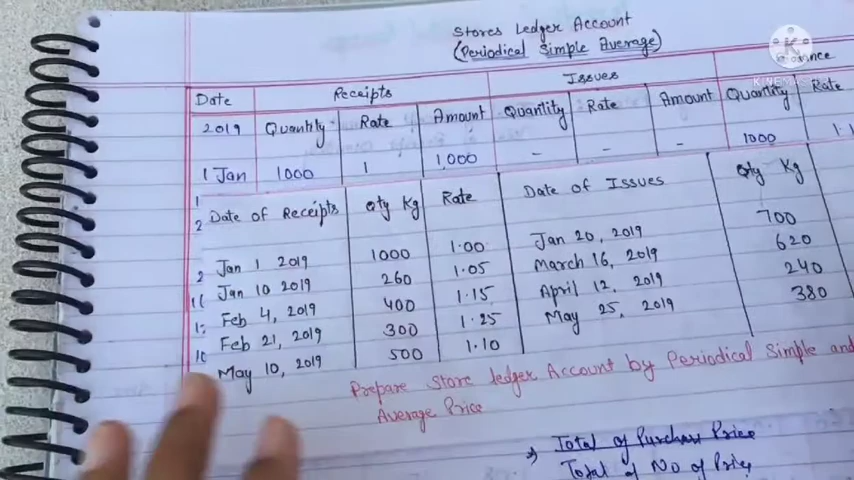 Stores Ledger Account
(Periodical Simple Average)
Date Receipts Issues
2019 Quantity Rate Amount Quantity Rate Amount Quantity Rate
1 Jan 1000 1 1,000 - - - 1000
Date of Receipts Qty Kg Rate Date of Issues Qty Kg
Jan 1 2019 1000 1.00 Jan 20, 2019 700
Jan 10 2019 260 1.05 March 16, 2019 620
Feb 4, 2019 400 1.15 April 12, 2019 240
Feb 21, 2019 300 1.25 May 25, 2019 380
May 10, 2019 500 1.10
Prepare Store ledger Account by Periodical Simple and
Average Price
Total of Purchase Price
Total of No of Price